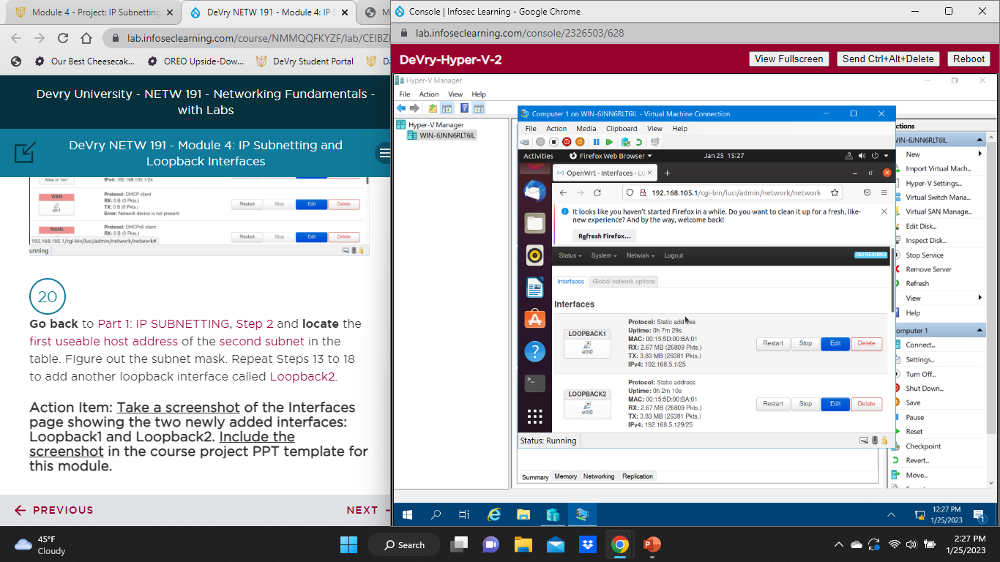 Module 4 - Project: IP Subnetting
DeVry NETW 191 - Module 4: IP S
M
lab.infoseclearning.com/course/NMMQQFKYZF/lab/CEIBZ
Our Best Cheesecak...
OREO Upside-Dow...
DeVry Student Portal
Devry University - NETW 191 - Networking Fundamentals -
with Labs
DeVry NETW 191 - Module 4: IP Subnetting and
Loopback Interfaces
Alias of "lan"
IPv4: 192.168.100.1/24
WAN
eth1
Protocol: DHCP client
RX: 0 B (0 Pkts.)
TX: 0 B (0 Pkts.)
Error: Network device is not present
Restart Stop Edit Delete
WAN6
Protocol: DHCPv6 client
RX: 0 B (0 Pkts.)
TX: 0 B (0 Pkts.)
Restart Stop Edit Delete
192.168.105.1/cgi-bin/luci/admin/network/network#
unning
20
Go back to Part 1: IP SUBNETTING, Step 2 and locate the
first useable host address of the second subnet in the
table. Figure out the subnet mask. Repeat Steps 13 to 18
to add another loopback interface called Loopback2.
Action Item: Take a screenshot of the Interfaces
page showing the two newly added interfaces:
Loopback1 and Loopback2. Include the
screenshot in the course project PPT template for
this module.
PREVIOUS
NEXT
Console | Infosec Learning - Google Chrome
lab.infoseclearning.com/console/2326503/628
DeVry-Hyper-V-2
View Fullscreen
Send Ctrl+Alt+Delete
Reboot
Hyper-V Manager
File Action View Help
Hyper-V Manager
WIN-6JNN6RLT6IL
Computer 1 on WIN-6JNN6RLT6IL - Virtual Machine Connection
File Action Media Clipboard View Help
Activities
Firefox Web Browser
Jan 25 15:27
OpenWrt - Interfaces - Lu
192.168.105.1/cgi-bin/luci/admin/network/network
It looks like you haven't started Firefox in a while. Do you want to clean it up for a fresh, like-
new experience? And by the way, welcome back!
Refresh Firefox...
Status System Network Logout
REFRESHING
Interfaces
Global network options
Interfaces
LOOPBACK1
eth0
Protocol: Static address
Uptime: 0h 7m 29s
MAC: 00:15:5D:00:BA:01
RX: 2.67 MB (26809 Pkts.)
TX: 3.83 MB (26381 Pkts.)
IPv4: 192.168.5.1/25
Restart Stop Edit Delete
LOOPBACK2
eth0
Protocol: Static address
Uptime: 0h 2m 10s
MAC: 00:15:5D:00:BA:01
RX: 2.67 MB (26809 Pkts.)
TX: 3.83 MB (26381 Pkts.)
IPv4: 192.168.5.129/25
Restart Stop Edit Delete
Status: Running
Summary Memory Networking Replication
ctions
VIN-6JNN6RLT6IL
New
Import Virtual Mach...
Hyper-V Settings...
Virtual Switch Mana...
Virtual SAN Manage...
Edit Disk...
Inspect Disk...
Stop Service
Remove Server
Refresh
View
Help
omputer 1
Connect...
Settings...
Turn Off...
Shut Down...
Save
Pause
Reset
Checkpoint
Revert...
Move...
12:27 PM
1/25/2023
1
45°F
Cloudy
Search
2:27 PM
1/25/2023